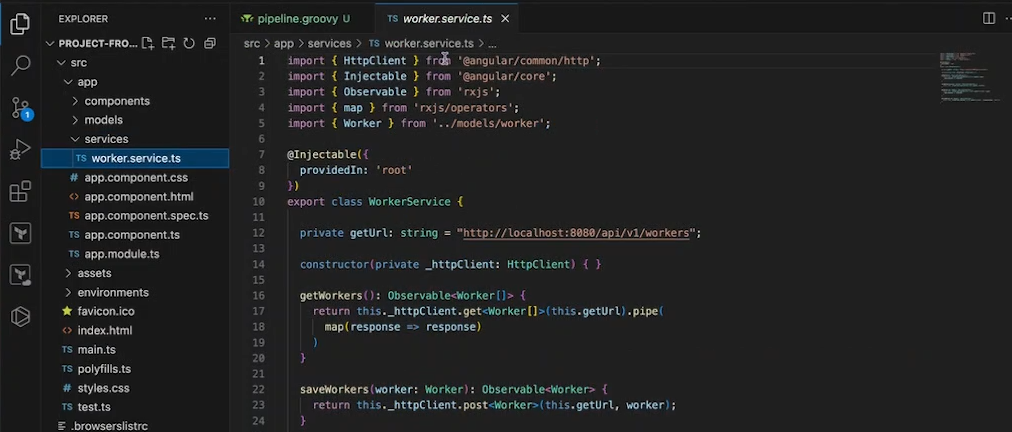 EXPLORER ...
PROJECT-FRO...
src
app
components
models
services
TS worker.service.ts
# app.component.css
<> app.component.html
TS app.component.spec.ts
TS app.component.ts
TS app.module.ts
assets
environments
favicon.ico
<> index.html
TS main.ts
TS polyfills.ts
# styles.css
TS test.ts
.browserslistrc
1
pipeline.groovy U
TS worker.service.ts ×
src > app > services > TS worker.service.ts > ...
1 import { HttpClient } from '@angular/common/http';
2 import { Injectable } from '@angular/core';
3 import { Observable } from 'rxjs';
4 import { map } from 'rxjs/operators';
5 import { Worker } from '../models/worker';
6
7 @Injectable({
8 providedIn: 'root'
9 })
10 export class WorkerService {
11
12 private getUrl: string = "http://localhost:8080/api/v1/workers";
13
14 constructor(private _httpClient: HttpClient) { }
15
16 getWorkers(): Observable<Worker[]> {
17 return this._httpClient.get<Worker[]>(this.getUrl).pipe(
18 map(response => response)
19 )
20 }
21
22 saveWorkers(worker: Worker): Observable<Worker> {
23 return this._httpClient.post<Worker>(this.getUrl, worker);
24 }